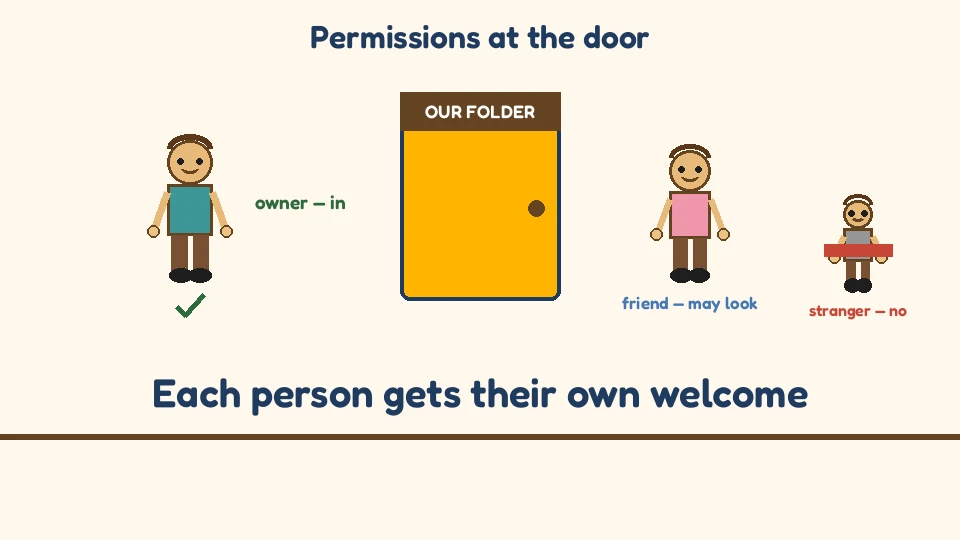 Permissions at the door
OUR FOLDER
owner – in
friend – may look
stranger – no
Each person gets their own welcome